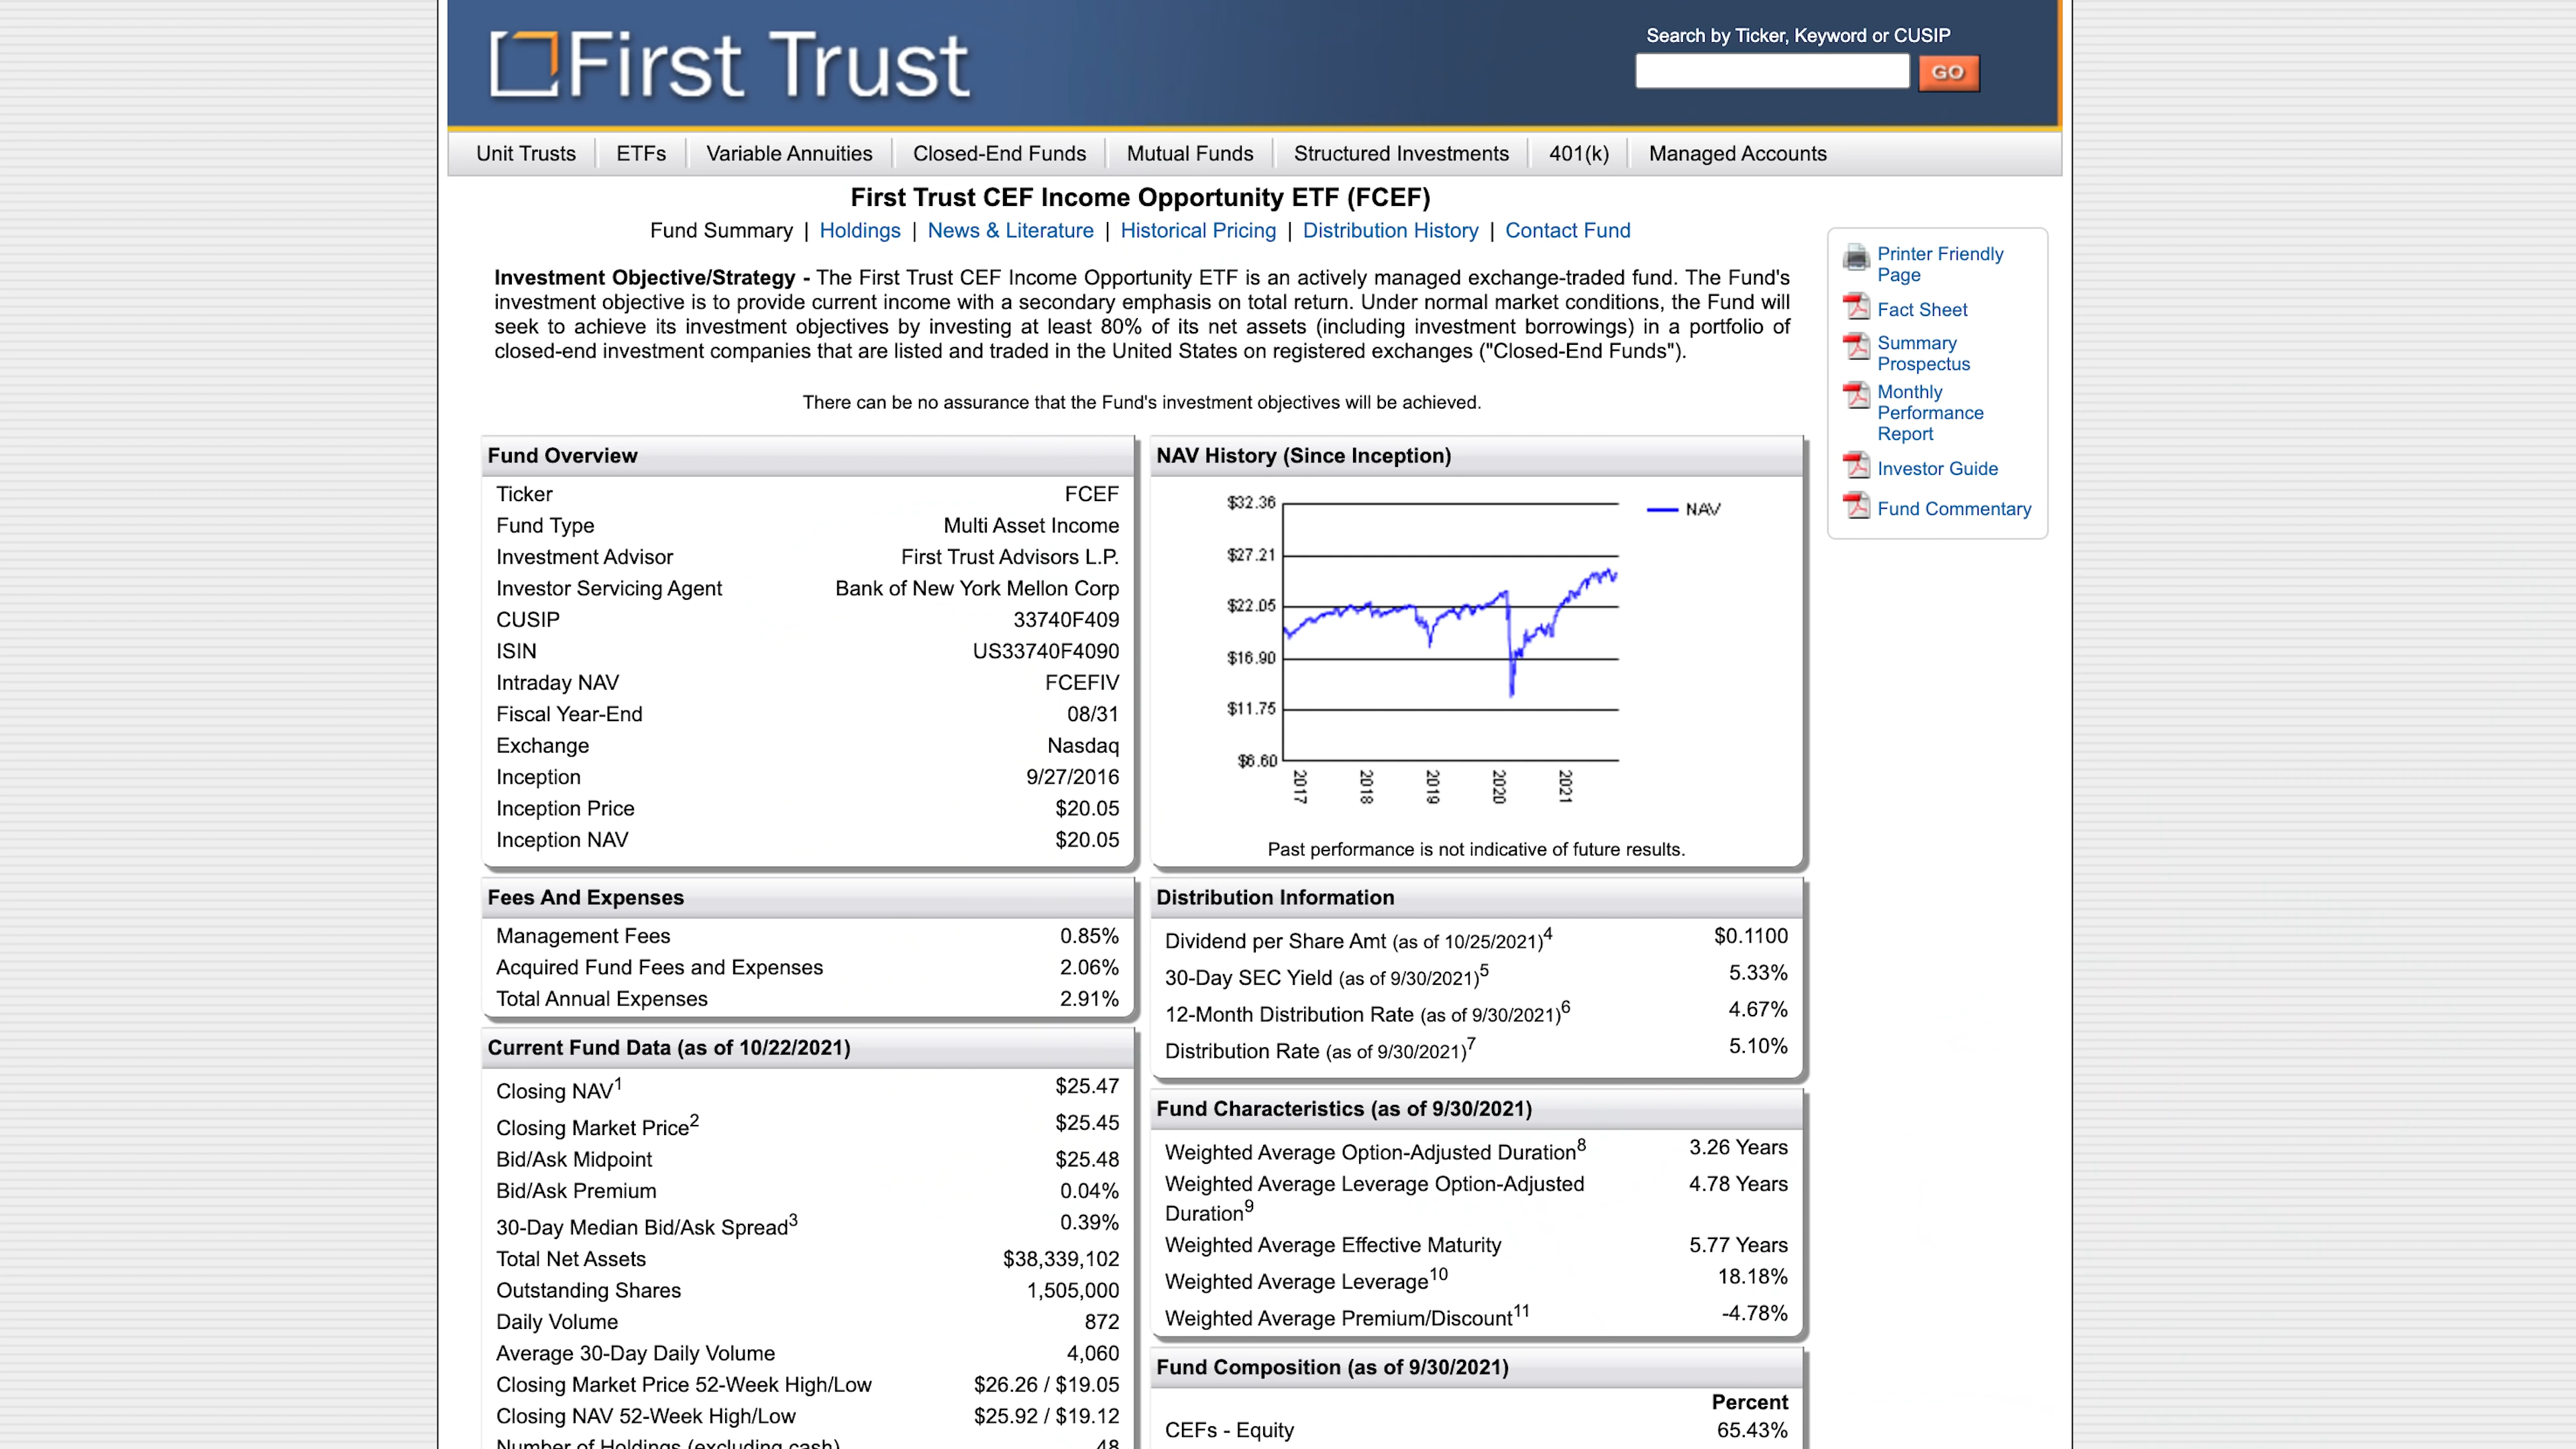 First Trust
Search by Ticker, Keyword or CUSIP
GO
Unit Trusts ETFs Variable Annuities Closed-End Funds Mutual Funds Structured Investments 401(k) Managed Accounts
First Trust CEF Income Opportunity ETF (FCEF)
Fund Summary | Holdings | News & Literature | Historical Pricing | Distribution History | Contact Fund
Investment Objective/Strategy - The First Trust CEF Income Opportunity ETF is an actively managed exchange-traded fund. The Fund's
investment objective is to provide current income with a secondary emphasis on total return. Under normal market conditions, the Fund will
seek to achieve its investment objectives by investing at least 80% of its net assets (including investment borrowings) in a portfolio of
closed-end investment companies that are listed and traded in the United States on registered exchanges ("Closed-End Funds").
There can be no assurance that the Fund's investment objectives will be achieved.
Printer Friendly
Page
Fact Sheet
Summary
Prospectus
Monthly
Performance
Report
Investor Guide
Fund Commentary
Fund Overview
Ticker FCEF
Fund Type Multi Asset Income
Investment Advisor First Trust Advisors L.P.
Investor Servicing Agent Bank of New York Mellon Corp
CUSIP 33740F409
ISIN US33740F4090
Intraday NAV FCEFIV
Fiscal Year-End 08/31
Exchange Nasdaq
Inception 9/27/2016
Inception Price $20.05
Inception NAV $20.05
NAV History (Since Inception)
$32.36
$27.21
$22.05
$16.90
$11.75
$6.60
2017 2018 2019 2020 2021
NAV
Past performance is not indicative of future results.
Fees And Expenses
Management Fees 0.85%
Acquired Fund Fees and Expenses 2.06%
Total Annual Expenses 2.91%
Distribution Information
Dividend per Share Amt (as of 10/25/2021)4 $0.1100
30-Day SEC Yield (as of 9/30/2021)5 5.33%
12-Month Distribution Rate (as of 9/30/2021)6 4.67%
Distribution Rate (as of 9/30/2021)7 5.10%
Current Fund Data (as of 10/22/2021)
Closing NAV1 $25.47
Closing Market Price2 $25.45
Bid/Ask Midpoint $25.48
Bid/Ask Premium 0.04%
30-Day Median Bid/Ask Spread3 0.39%
Total Net Assets $38,339,102
Outstanding Shares 1,505,000
Daily Volume 872
Average 30-Day Daily Volume 4,060
Closing Market Price 52-Week High/Low $26.26 / $19.05
Closing NAV 52-Week High/Low $25.92 / $19.12
Number of Holdings (excluding cash) 48
Fund Characteristics (as of 9/30/2021)
Weighted Average Option-Adjusted Duration8 3.26 Years
Weighted Average Leverage Option-Adjusted 4.78 Years
Duration9
Weighted Average Effective Maturity 5.77 Years
Weighted Average Leverage10 18.18%
Weighted Average Premium/Discount11 -4.78%
Fund Composition (as of 9/30/2021)
Percent
CEFs - Equity 65.43%